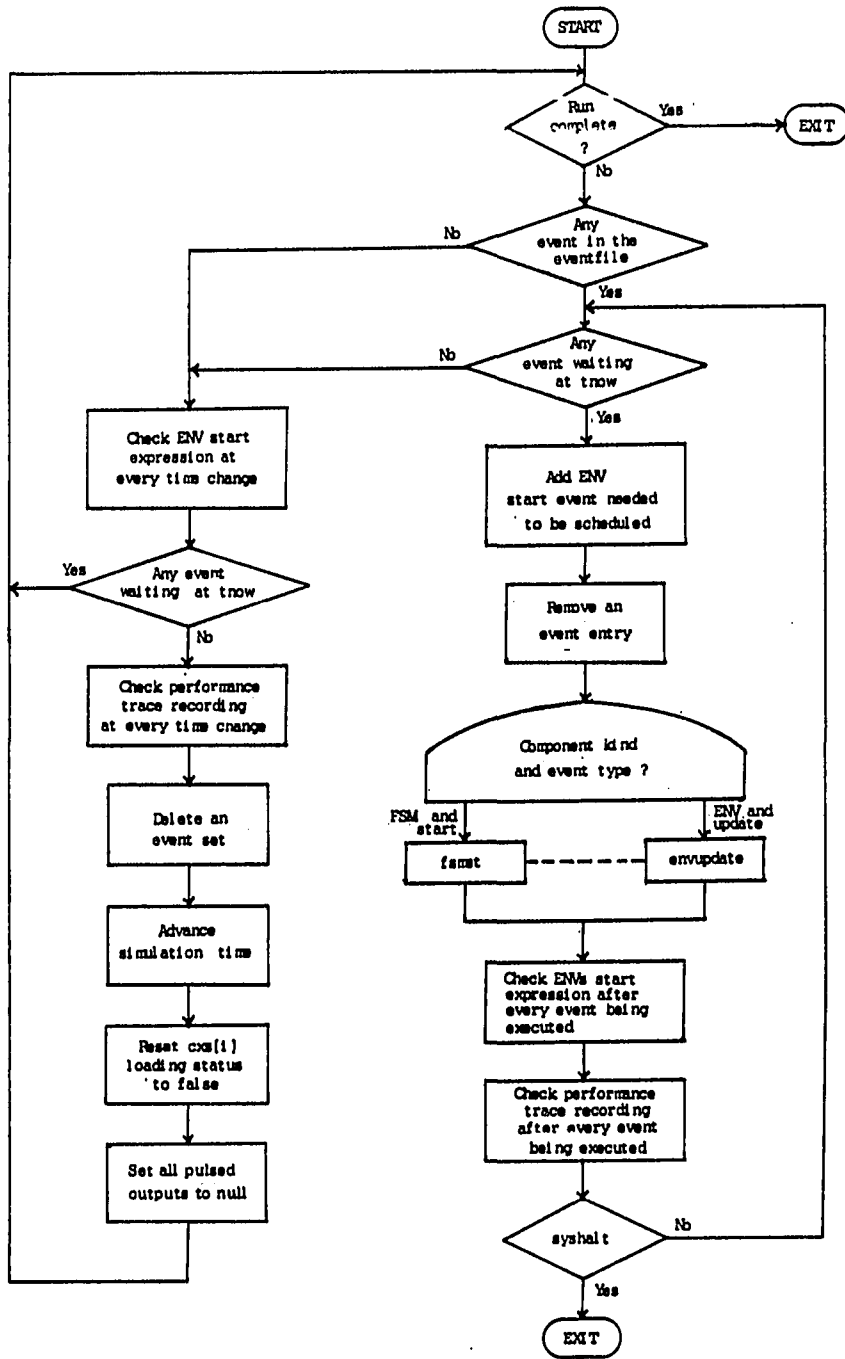 START
Run
complete
?
Yes
EXIT
No
Any
event in the
eventfile
No
Yes
Any
event waiting
at tnow
No
Yes
Check ENV start
expression at
every time change
Add ENV
start event needed
to be scheduled
Any event
waiting at tnow
Yes
No
Remove an
event entry
Check performance
trace recording
at every time change
Component kind
and event type ?
FSM and
start
ENV and
update
fsmst
envupdate
Delete an
event set
Advance
simulation time
Check ENVs start
expression after
every event being
executed
Reset cxs[i]
loading status
to false
Check performance
trace recording
after every event
being executed
Set all pulsed
outputs to null
syshalt
No
Yes
EXIT